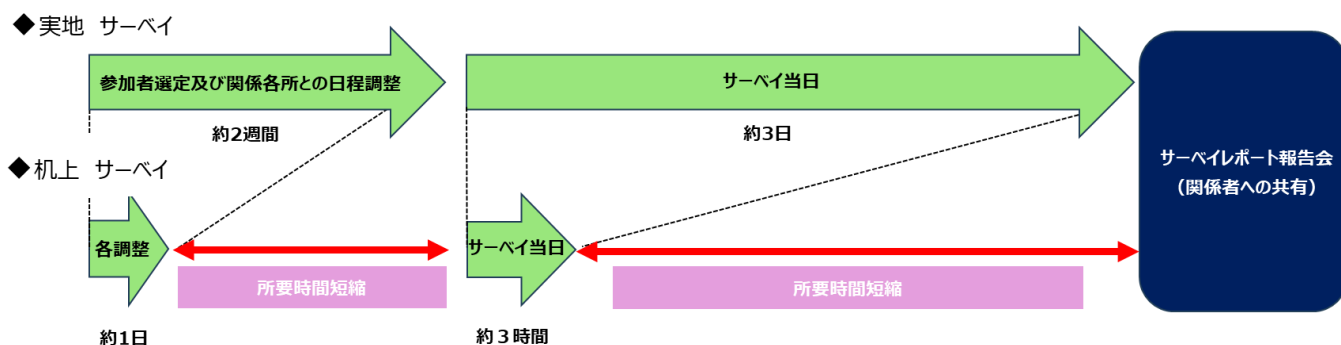 ◆実地 サーベイ
参加者選定及び関係各所との日程調整
サーベイ当日
約2週間
約3日
◆机上 サーベイ
各調整
サーベイ当日
所要時間短縮
所要時間短縮
約1日
約３時間
サーベイレポート報告会
（関係者への共有）